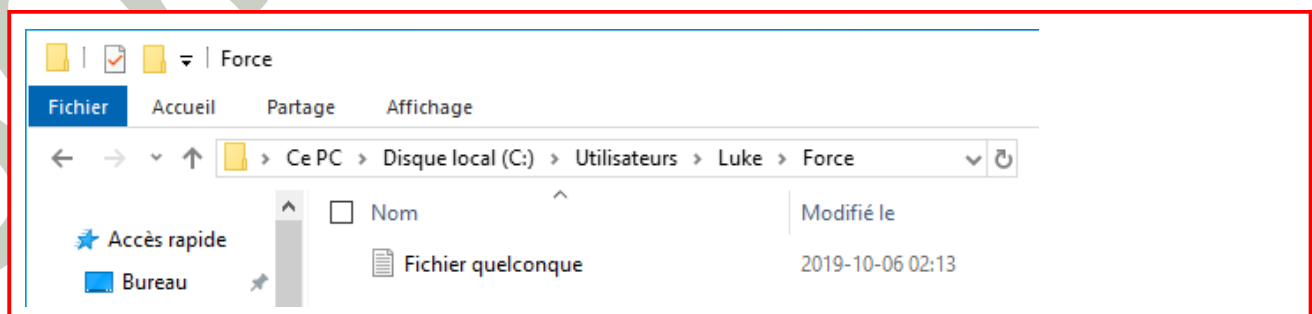 Force
Fichier Accueil Partage Affichage
Ce PC > Disque local (C:) > Utilisateurs > Luke > Force
Nom Modifié le
Accès rapide
Fichier quelconque 2019-10-06 02:13
Bureau